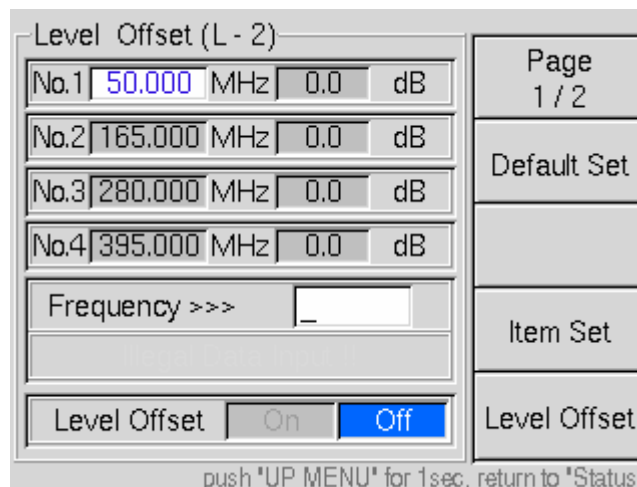 Level Offset (L - 2)
No.1 50.000 MHz 0.0 dB
No.2 165.000 MHz 0.0 dB
No.3 280.000 MHz 0.0 dB
No.4 395.000 MHz 0.0 dB
Frequency >>> _
Illegal Data Input !!
Level Offset On Off
Page
1 / 2
Default Set
Item Set
Level Offset
push "UP MENU" for 1sec, return to "Status